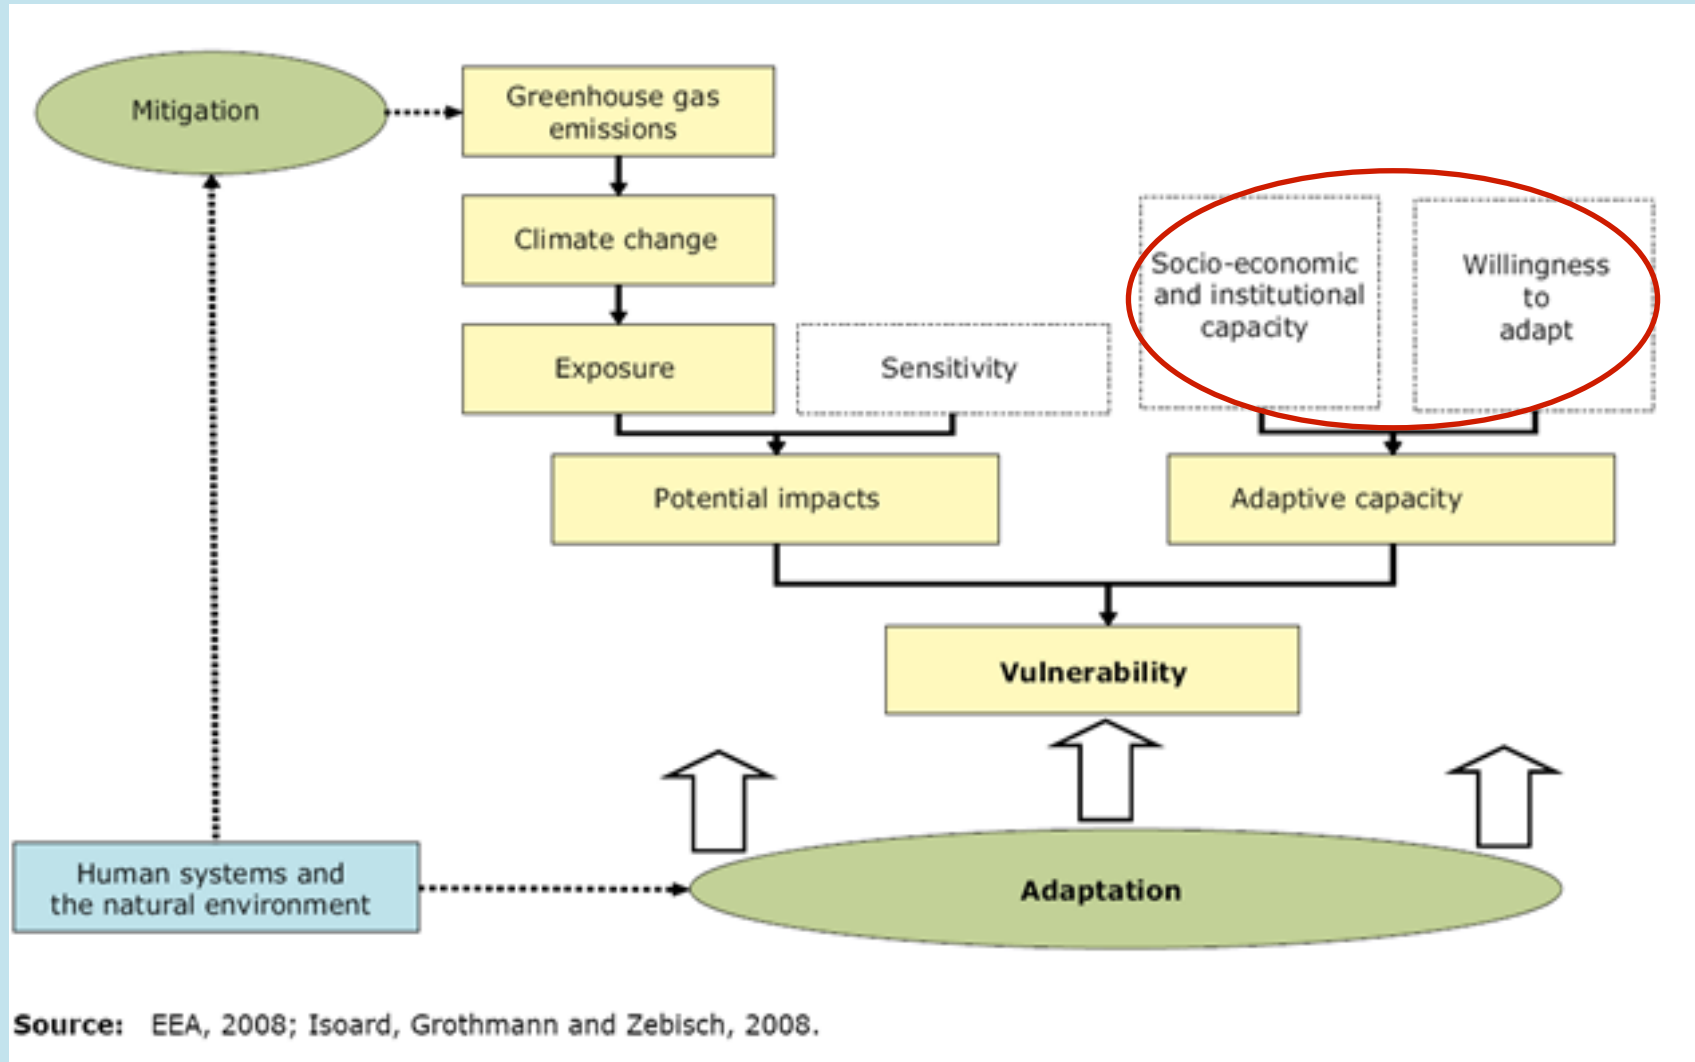 Mitigation
Greenhouse gas
emissions
Climate change
Socio-economic
and institutional
capacity
Willingness
to
adapt
Exposure
Sensitivity
Potential impacts
Adaptive capacity
Vulnerability
Human systems and
the natural environment
Adaptation
Source: EEA, 2008; Isoard, Grothmann and Zebisch, 2008.